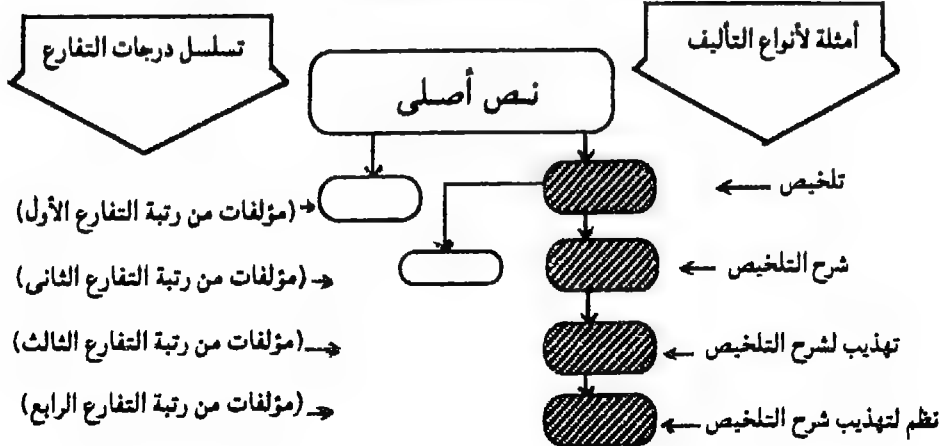 أمثلة لأنواع التأليف
تسلسل درجات التفارع
نص أصلى
تلخيص
(مؤلفات من رتبة التفارع الأول)
شرح التلخيص
(مؤلفات من رتبة التفارع الثانى)
تهذيب لشرح التلخيص
(مؤلفات من رتبة التفارع الثالث)
نظم لتهذيب شرح التلخيص
(مؤلفات من رتبة التفارع الرابع)